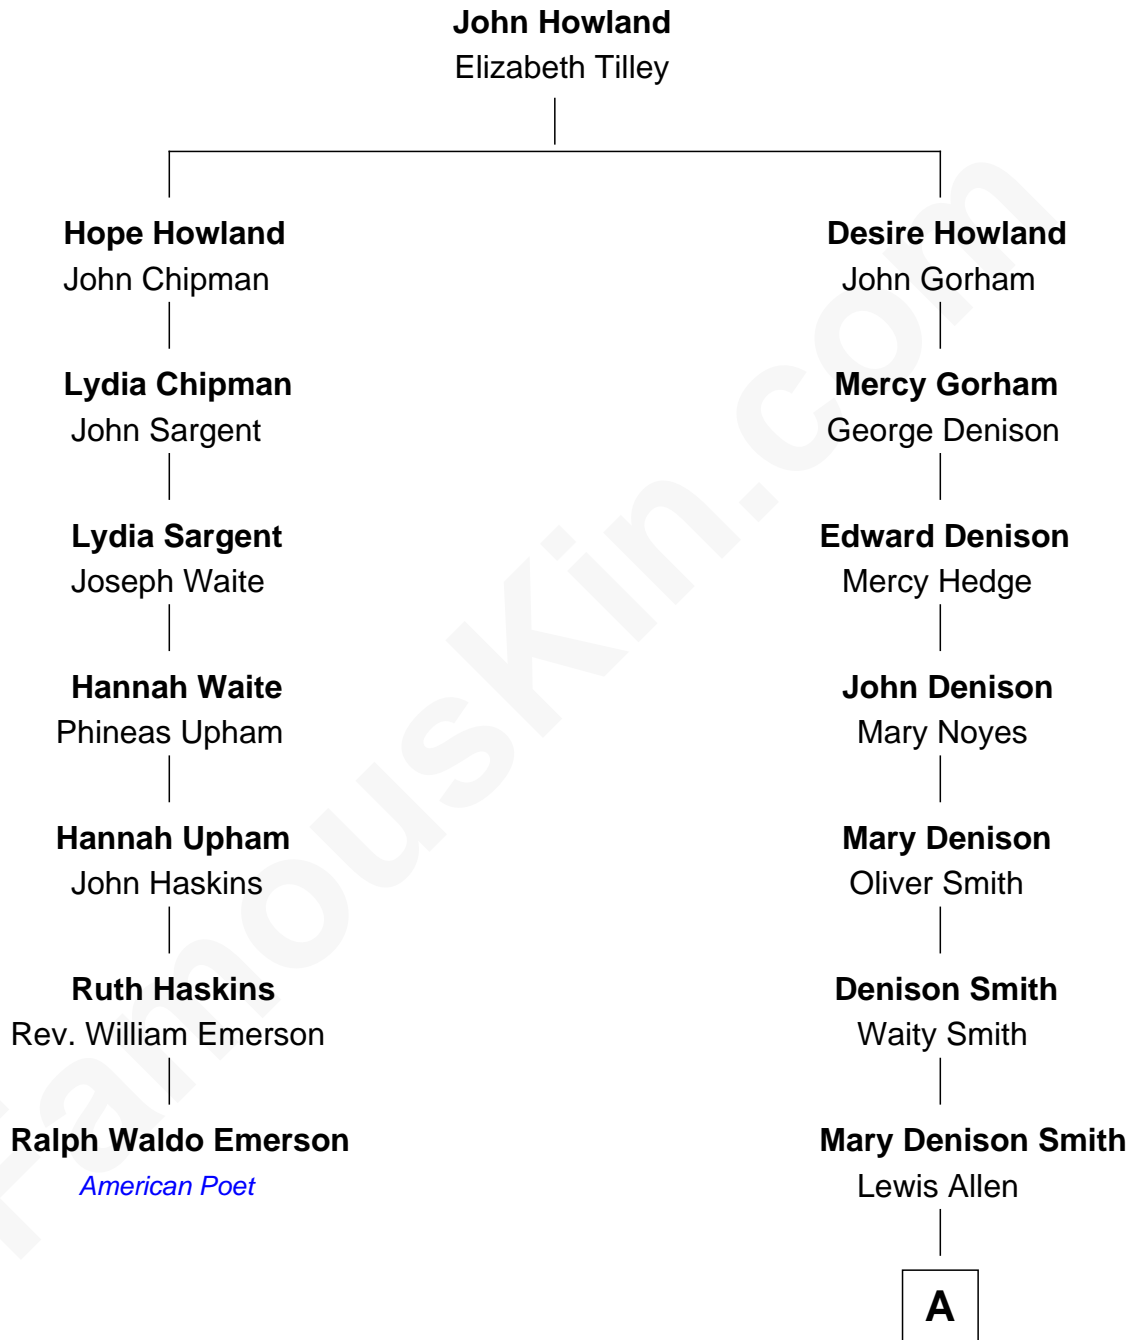 John Howland
Elizabeth Tilley
Hope Howland
John Chipman
Desire Howland
John Gorham
Lydia Chipman
John Sargent
Mercy Gorham
George Denison
Lydia Sargent
Joseph Waite
Edward Denison
Mercy Hedge
Hannah Waite
Phineas Upham
John Denison
Mary Noyes
Hannah Upham
John Haskins
Mary Denison
Oliver Smith
Ruth Haskins
Rev. William Emerson
Denison Smith
Waity Smith
Ralph Waldo Emerson
American Poet
Mary Denison Smith
Lewis Allen
A
FamousKin.com